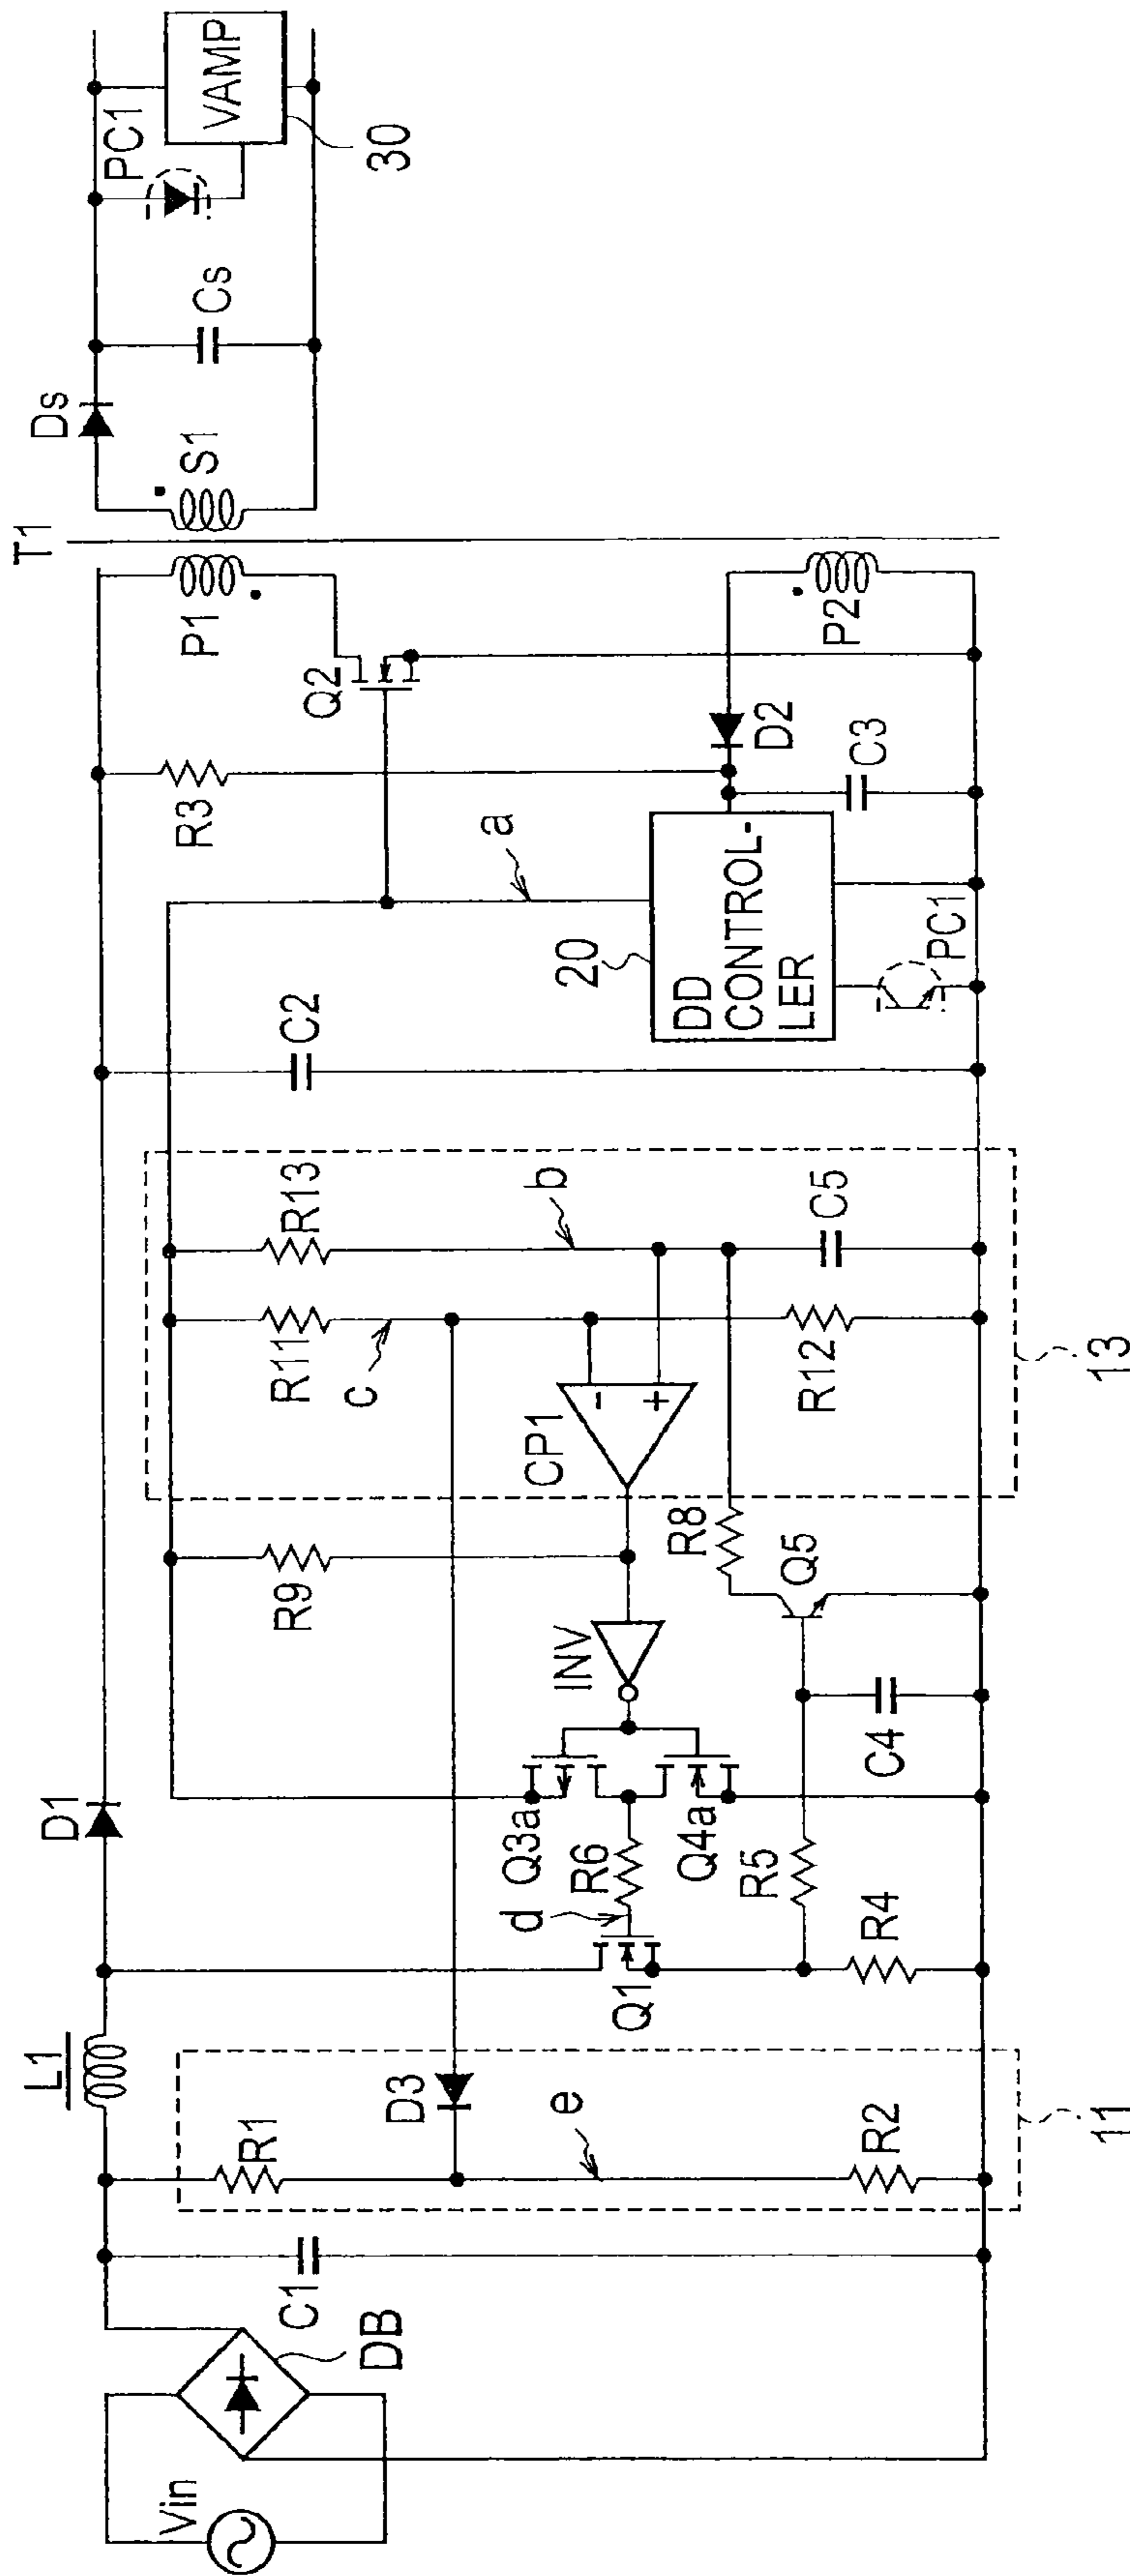 Vin
DB
C1
R1
R2
e
D3
11
L1
D1
Q1
d
R6
Q3a
Q4a
R4
R5
C4
Q5
R8
INV
R9
CP1
-
+
R11
c
R12
R13
b
C5
13
C2
20
DD
CONTROL-
LER
PC1
a
R3
C3
D2
Q2
P1
P2
T1
S1
Ds
Cs
PC1
VAMP
30